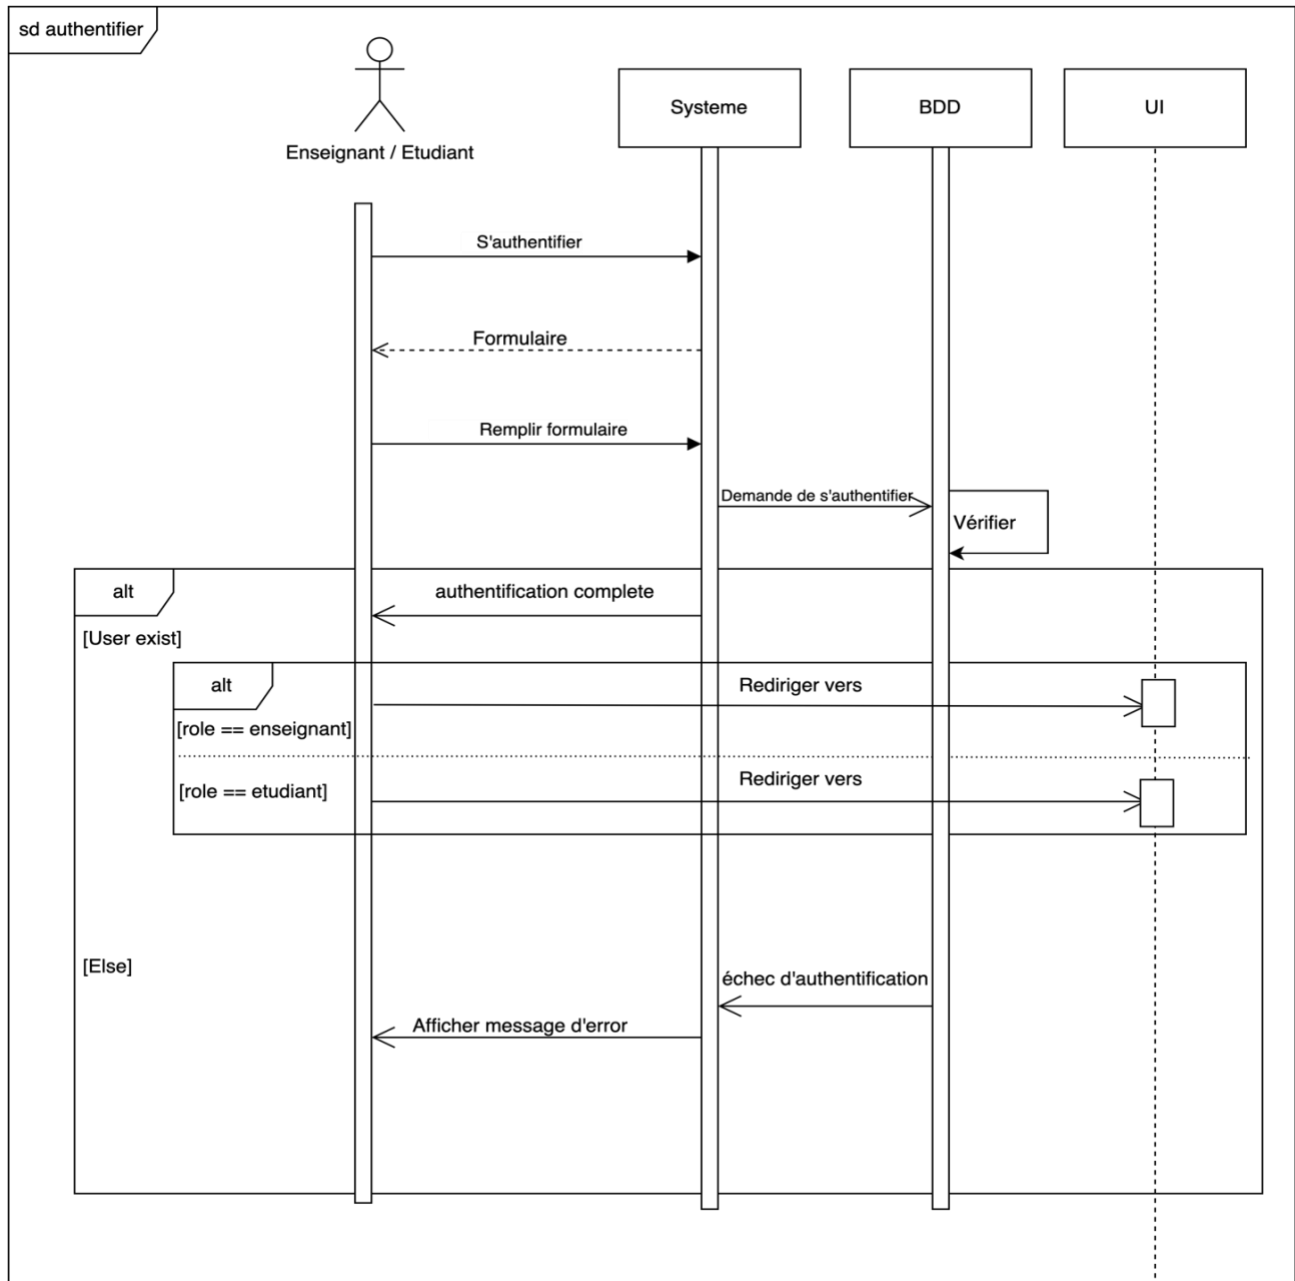 sd authentifier
Enseignant / Etudiant
Systeme
BDD
UI
S'authentifier
Formulaire
Remplir formulaire
Demande de s'authentifier
Vérifier
alt
authentification complete
[User exist]
alt
Rediriger vers
[role == enseignant]
Rediriger vers
[role == etudiant]
[Else]
échec d'authentification
Afficher message d'error